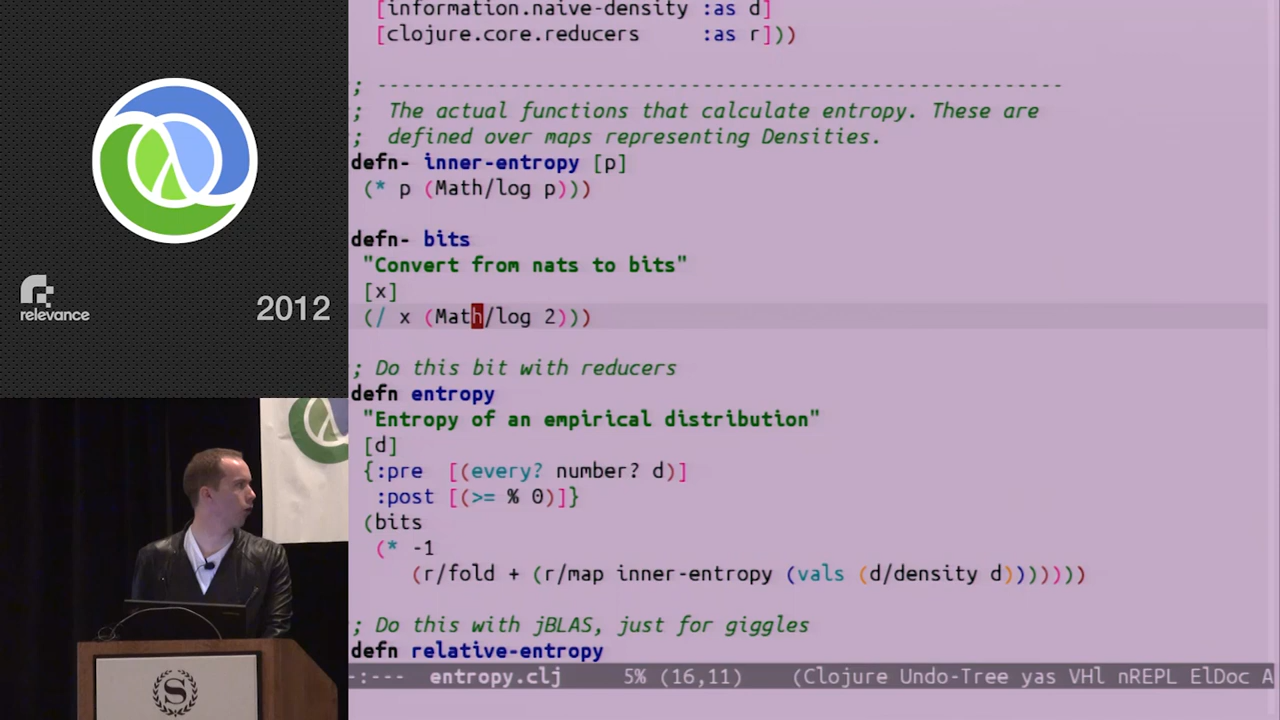 relevance
2012
[information.naive-density :as d]
[clojure.core.reducers     :as r]))
; ---------------------------------------------------------
;  The actual functions that calculate entropy. These are
;  defined over maps representing Densities.
defn- inner-entropy [p]
(* p (Math/log p)))
defn- bits
"Convert from nats to bits"
[x]
(/ x (Math/log 2)))
; Do this bit with reducers
defn entropy
"Entropy of an empirical distribution"
[d]
{:pre  [(every? number? d)]
:post [(>= % 0)]}
(bits
(* -1
(r/fold + (r/map inner-entropy (vals (d/density d)))))))
; Do this with jBLAS, just for giggles
defn relative-entropy
-:---  entropy.clj     5% (16,11)    (Clojure Undo-Tree yas VHl nREPL ElDoc A
S